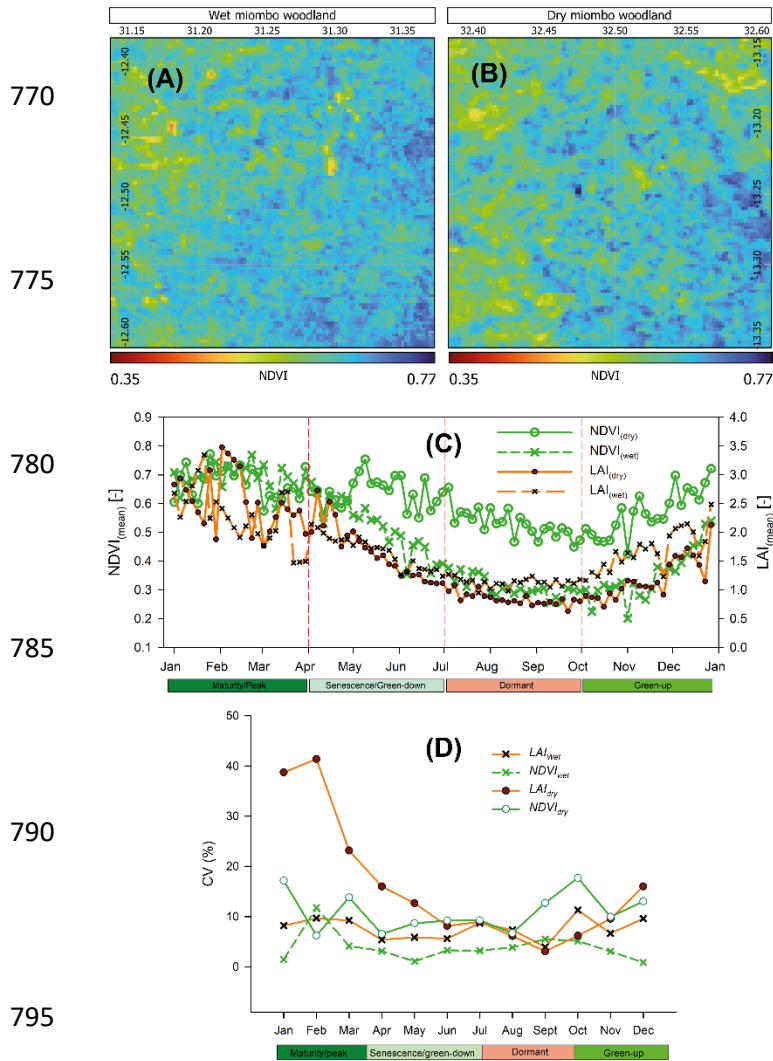 Wet miombo woodland
Dry miombo woodland
31.15 31.20 31.25 31.30 31.35
32.40 32.45 32.50 32.55 32.60
(A)
(B)
-12.40
-12.45
-12.50
-12.55
-12.60
-13.15
-13.20
-13.25
-13.30
-13.35
0.35 NDVI 0.77
0.35 NDVI 0.77
770
775
780
785
790
795
(C)
NDVI(dry)
NDVI(wet)
LAI(dry)
LAI(wet)
NDVI(mean) [-]
0.9
0.8
0.7
0.6
0.5
0.4
0.3
0.2
0.1
LAI(mean) [-]
4.0
3.5
3.0
2.5
2.0
1.5
1.0
0.5
0.0
Jan Feb Mar Apr May Jun Jul Aug Sep Oct Nov Dec Jan
Maturity/Peak Senescence/Green-down Dormant Green-up
(D)
LAIWet
NDVIwet
LAIdry
NDVIdry
CV (%)
50
40
30
20
10
0
Jan Feb Mar Apr May Jun Jul Aug Sept Oct Nov Dec
Maturity/peak Senescence/green-down Dormant Green-up